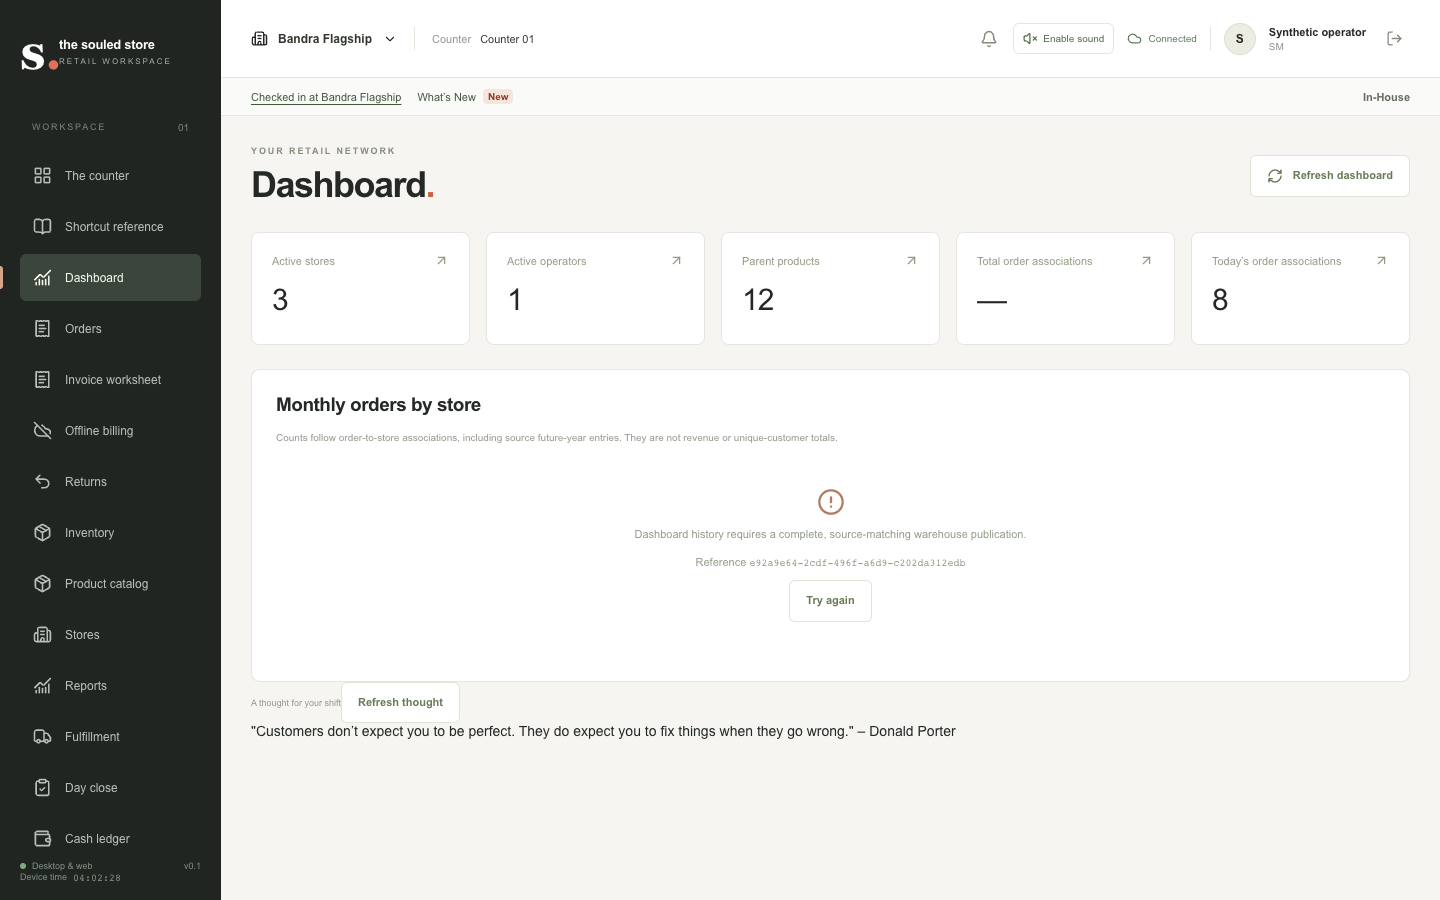 s.
the souled store
RETAIL WORKSPACE
WORKSPACE 01
The counter
Shortcut reference
Dashboard
Orders
Invoice worksheet
Offline billing
Returns
Inventory
Product catalog
Stores
Reports
Fulfillment
Day close
Cash ledger
Desktop & web v0.1
Device time 04:02:28
Bandra Flagship Counter Counter 01
Enable sound Connected S Synthetic operator
SM
Checked in at Bandra Flagship What's New New In-House
YOUR RETAIL NETWORK
Dashboard.
Refresh dashboard
Active stores
3
Active operators
1
Parent products
12
Total order associations
—
Today's order associations
8
Monthly orders by store
Counts follow order-to-store associations, including source future-year entries. They are not revenue or unique-customer totals.
Dashboard history requires a complete, source-matching warehouse publication.
Reference e92a9e64-2cdf-496f-a6d9-c202da312edb
Try again
A thought for your shift Refresh thought
"Customers don't expect you to be perfect. They do expect you to fix things when they go wrong." – Donald Porter